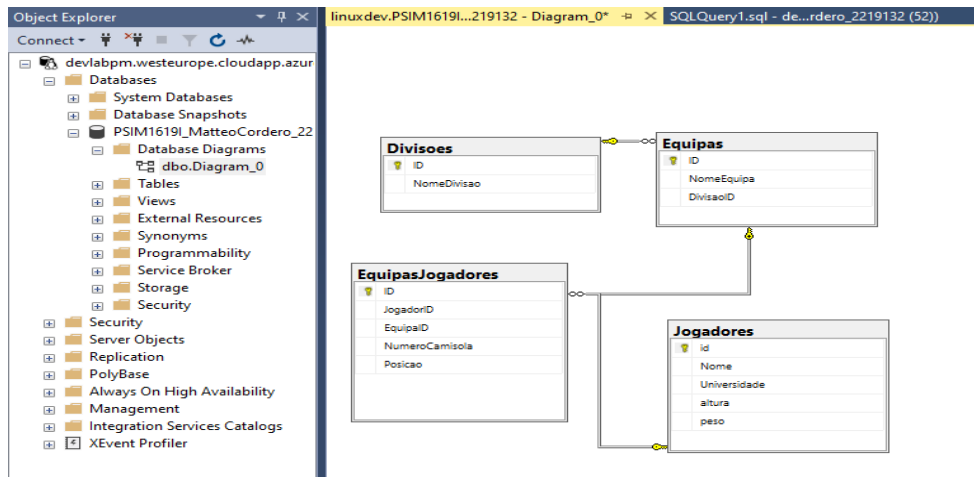 Object Explorer
Connect
devlabpm.westeurope.cloudapp.azur
Databases
System Databases
Database Snapshots
PSIM1619I_MatteoCordero_22
Database Diagrams
dbo.Diagram_0
Tables
Views
External Resources
Synonyms
Programmability
Service Broker
Storage
Security
Security
Server Objects
Replication
PolyBase
Always On High Availability
Management
Integration Services Catalogs
XEvent Profiler
linuxdev.PSIM1619I...219132 - Diagram_0*
SQLQuery1.sql - de...rdero_2219132 (52))
Divisoes
ID
NomeDivisao
Equipas
ID
NomeEquipa
DivisaoID
EquipasJogadores
ID
JogadorID
EquipaID
NumeroCamisola
Posicao
Jogadores
id
Nome
Universidade
altura
peso